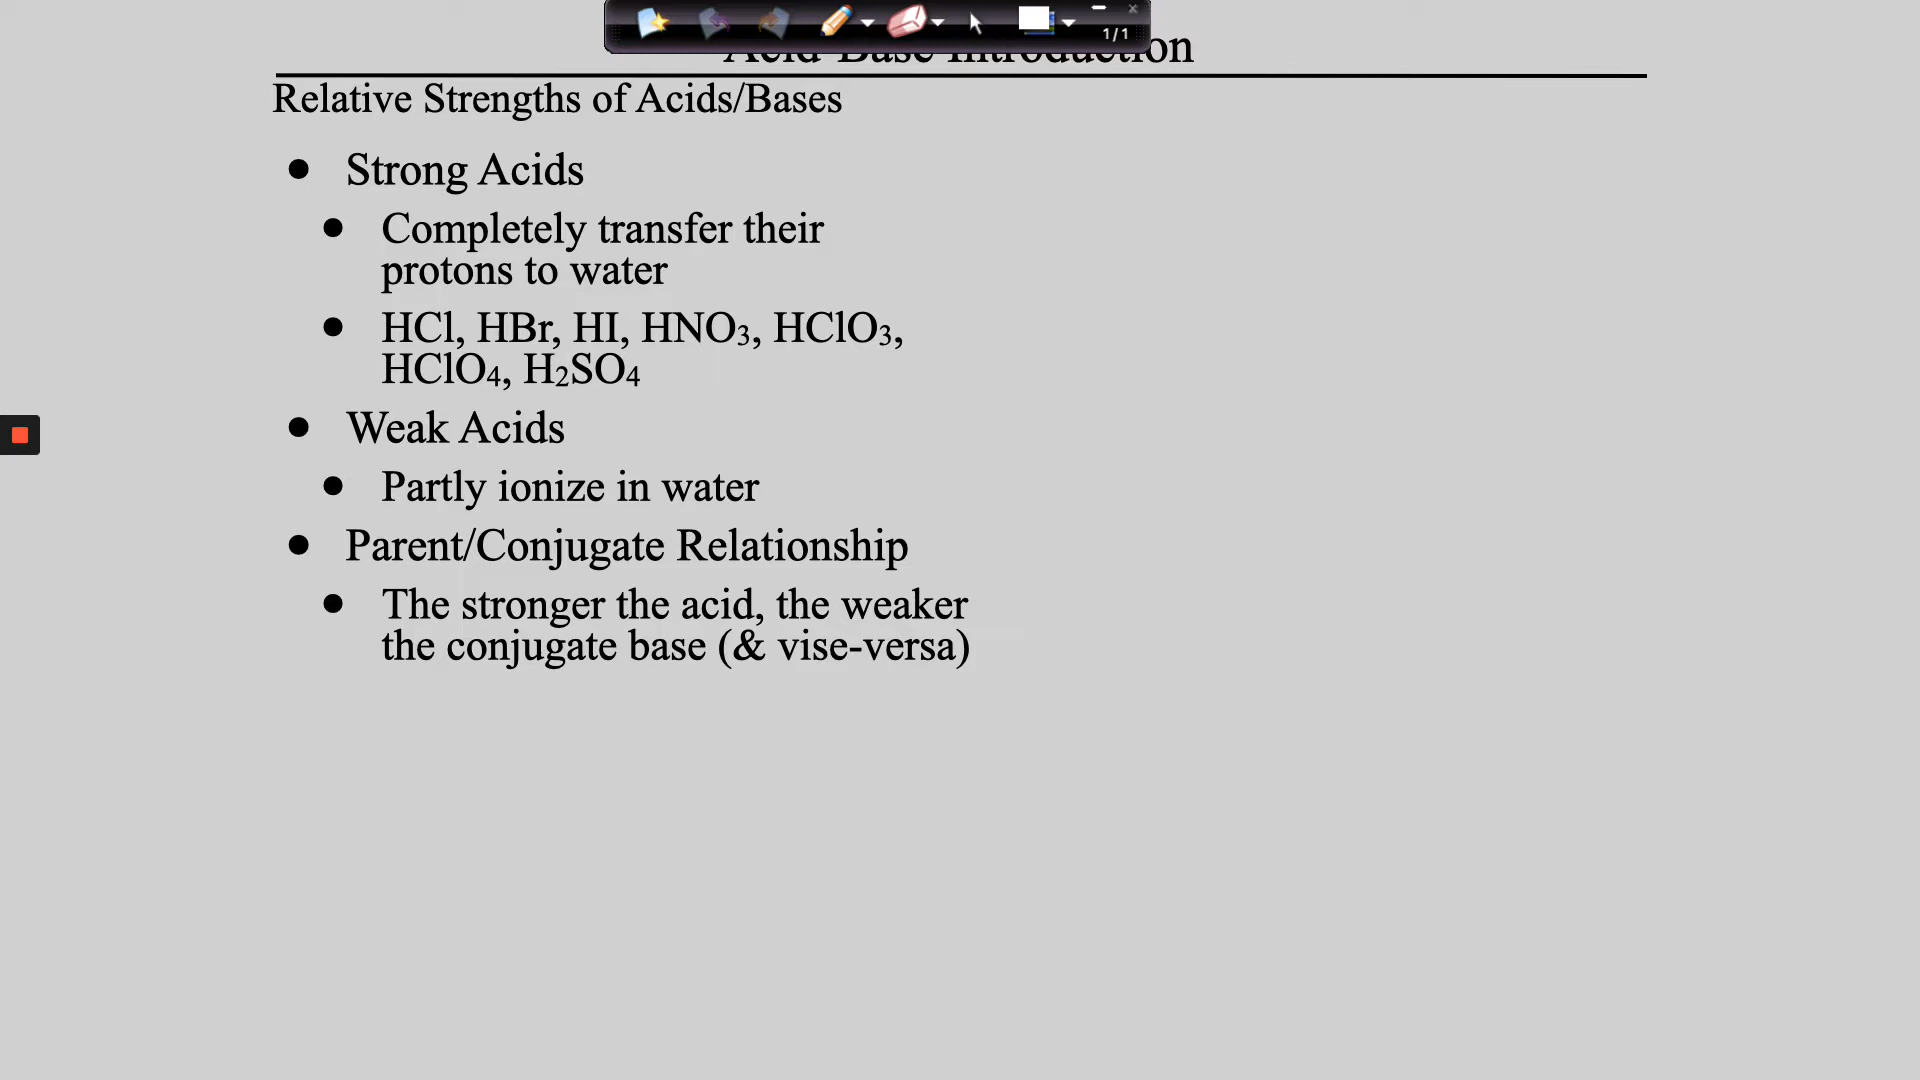 1/1
Acid-Base Introduction
Relative Strengths of Acids/Bases
● Strong Acids
● Completely transfer their
protons to water
● HCl, HBr, HI, HNO₃, HClO₃,
HClO₄, H₂SO₄
● Weak Acids
● Partly ionize in water
● Parent/Conjugate Relationship
● The stronger the acid, the weaker
the conjugate base (& vise-versa)